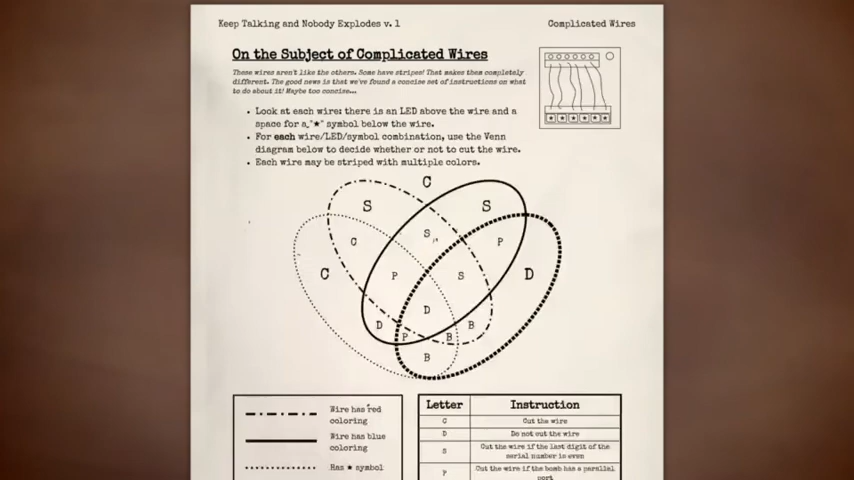 Keep Talking and Nobody Explodes v. 1 Complicated Wires
On the Subject of Complicated Wires
These wires aren't like the others. Some have stripes! That makes them completely
different. The good news is that we've found a concise set of instructions on what
to do about it! Maybe too concise...
• Look at each wire: there is an LED above the wire and a
space for a "★" symbol below the wire.
• For each wire/LED/symbol combination, use the Venn
diagram below to decide whether or not to cut the wire.
• Each wire may be striped with multiple colors.
C
S S
S
C P
C P S D
D
D B
P B
B
Wire has red
coloring
Wire has blue
coloring
Has ★ symbol
Letter Instruction
C Cut the wire
D Do not cut the wire
S Cut the wire if the last digit of the
serial number is even
P Cut the wire if the bomb has a parallel
port